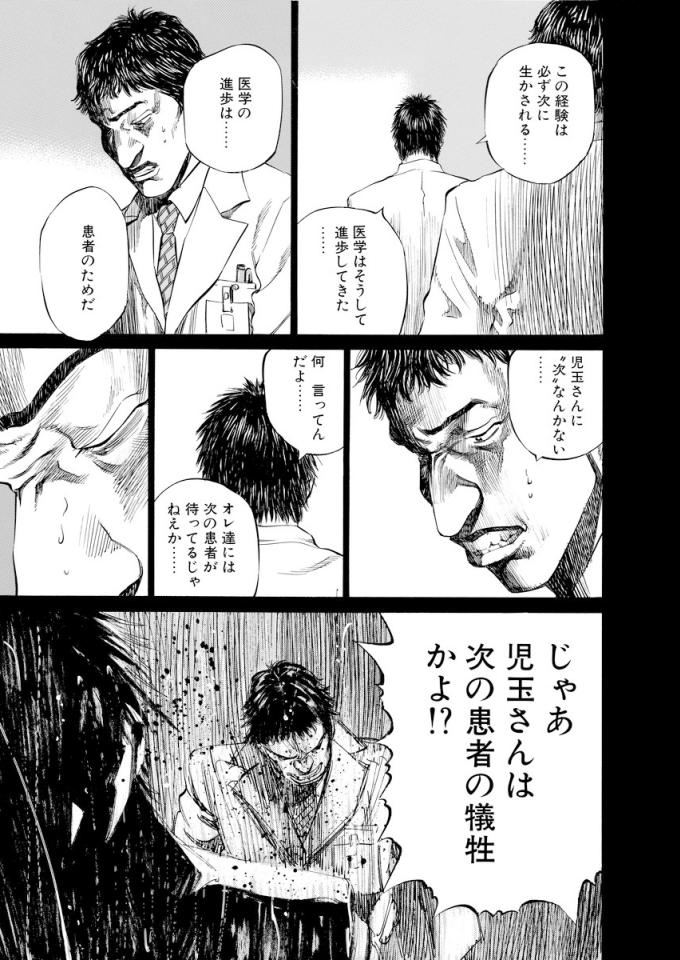 この経験は
必ず次に
生かされる……
医学はそうして
進歩してきた
……
医学の
進歩は……
患者のためだ
児玉さんに
〝次〟なんかない
……
何 言ってん
だよ……
オレ達には
次の患者が
待ってるじゃ
ねえか……
じゃあ
児玉さんは
次の患者の犠牲
かよ!?